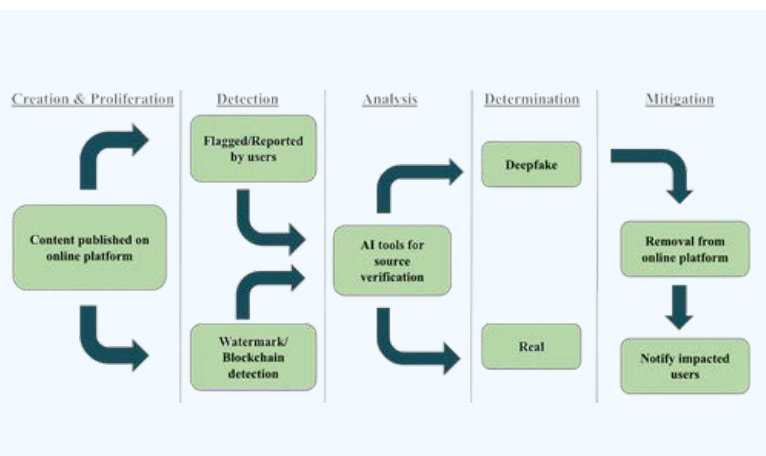 Creation & Proliferation
Detection
Analysis
Determination
Mitigation
Flagged/Reported
by users
Deepfake
Content published on
online platform
AI tools for
source
verification
Removal from
online platform
Watermark/
Blockchain
detection
Real
Notify impacted
users